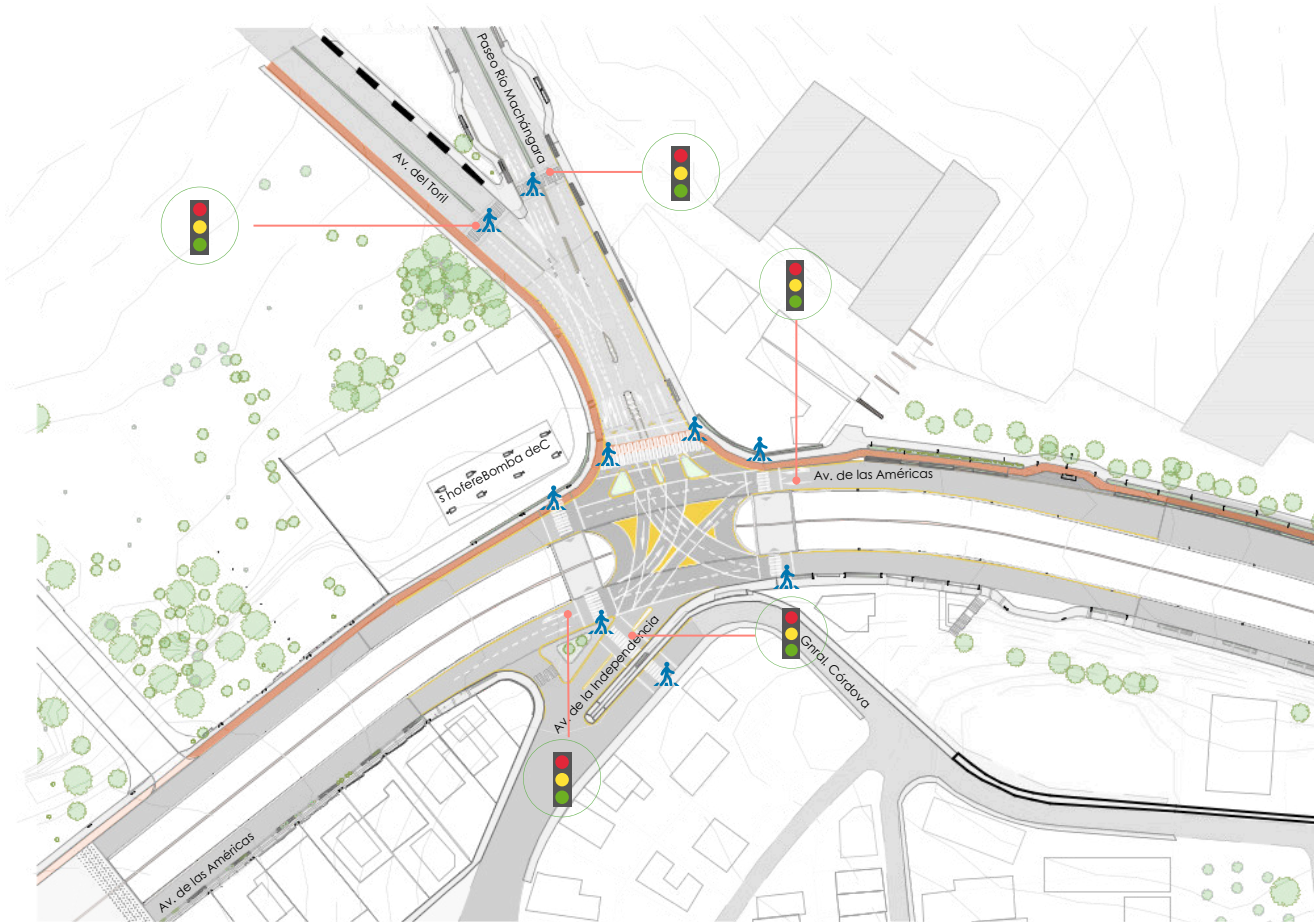 Paseo Río Machángara
Av. del Toril
s hofereBomba deC
Av. de las Américas
Av. de la Independencia
Gnral. Córdova
Av. de las Américas